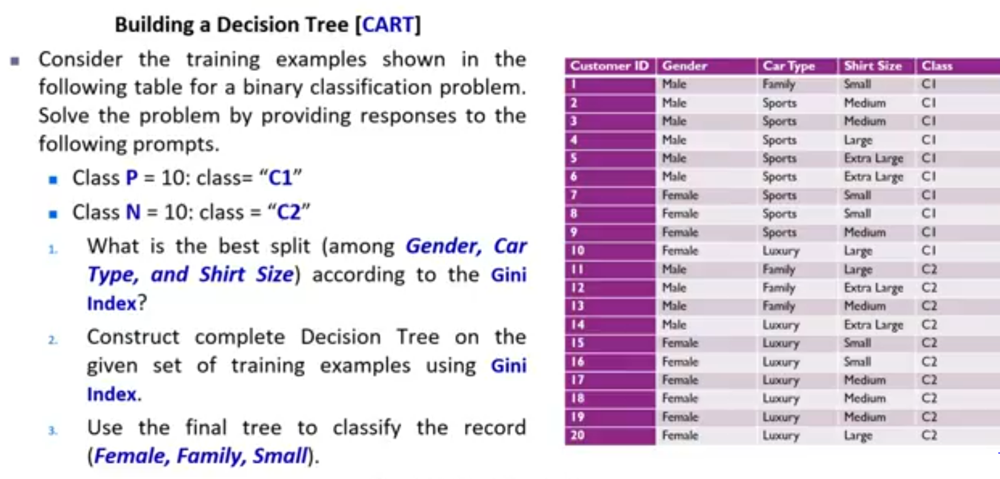 Building a Decision Tree [CART]
Consider the training examples shown in the
following table for a binary classification problem.
Solve the problem by providing responses to the
following prompts.
Class P = 10: class= “C1”
Class N = 10: class = “C2”
1. What is the best split (among Gender, Car
Type, and Shirt Size) according to the Gini
Index?
2. Construct complete Decision Tree on the
given set of training examples using Gini
Index.
3. Use the final tree to classify the record
(Female, Family, Small).
Customer ID Gender Car Type Shirt Size Class
1 Male Family Small C1
2 Male Sports Medium C1
3 Male Sports Medium C1
4 Male Sports Large C1
5 Male Sports Extra Large C1
6 Male Sports Extra Large C1
7 Female Sports Small C1
8 Female Sports Small C1
9 Female Sports Medium C1
10 Female Luxury Large C1
11 Male Family Large C2
12 Male Family Extra Large C2
13 Male Family Medium C2
14 Male Luxury Extra Large C2
15 Female Luxury Small C2
16 Female Luxury Small C2
17 Female Luxury Medium C2
18 Female Luxury Medium C2
19 Female Luxury Medium C2
20 Female Luxury Large C2